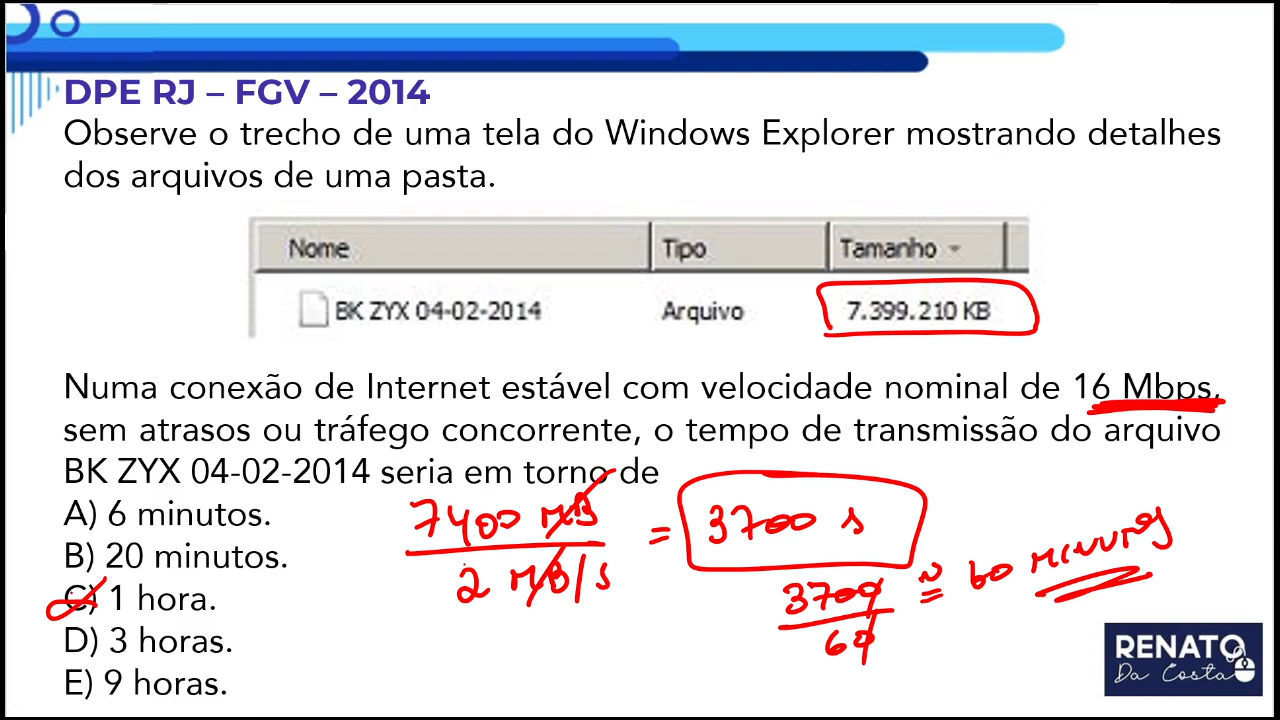 DPE RJ – FGV – 2014
Observe o trecho de uma tela do Windows Explorer mostrando detalhes
dos arquivos de uma pasta.
Nome Tipo Tamanho
BK ZYX 04-02-2014 Arquivo 7.399.210 KB
Numa conexão de Internet estável com velocidade nominal de 16 Mbps,
sem atrasos ou tráfego concorrente, o tempo de transmissão do arquivo
BK ZYX 04-02-2014 seria em torno de
A) 6 minutos.
B) 20 minutos.
C) 1 hora.
D) 3 horas.
E) 9 horas.
7400 MB
2 MB/s
= 3700 s
3700
60
≅ 60 MINUTOS
RENATO
Da Costa